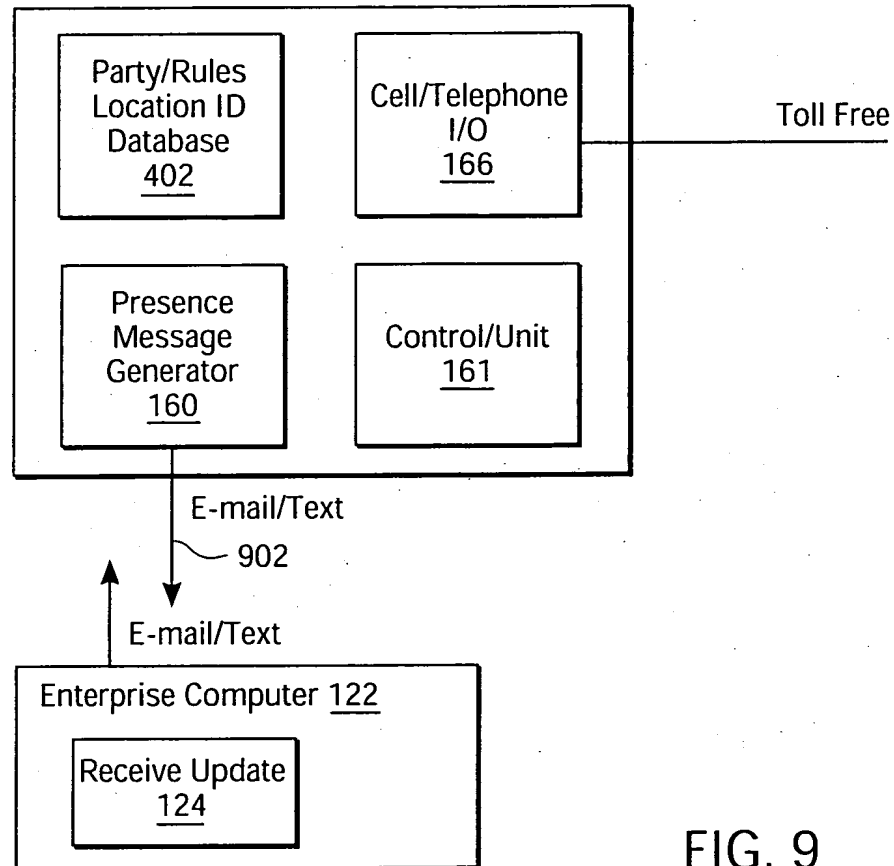 Party/Rules
Location ID
Database
402
Cell/Telephone
I/O
166
Toll Free
Presence
Message
Generator
160
Control/Unit
161
E-mail/Text
902
E-mail/Text
Enterprise Computer 122
Receive Update
124
FIG. 9